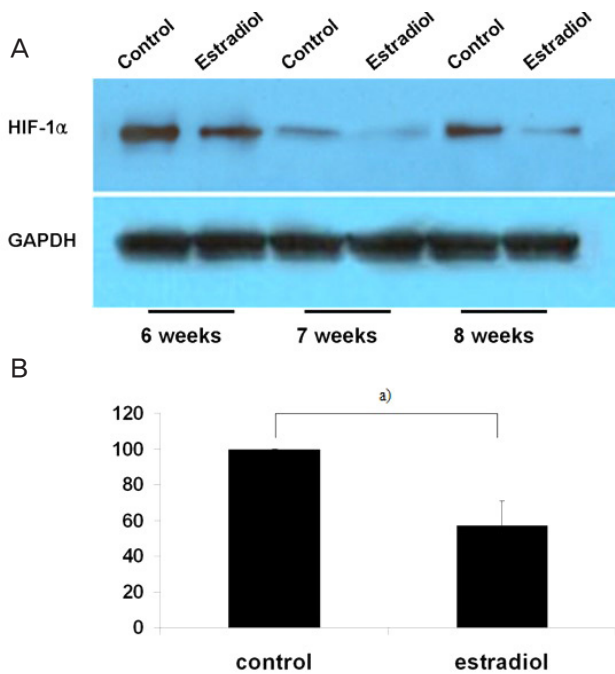 A
Control Estradiol Control Estradiol Control Estradiol
HIF-1α
GAPDH
6 weeks 7 weeks 8 weeks
B
a)
120
100
80
60
40
20
0
control estradiol